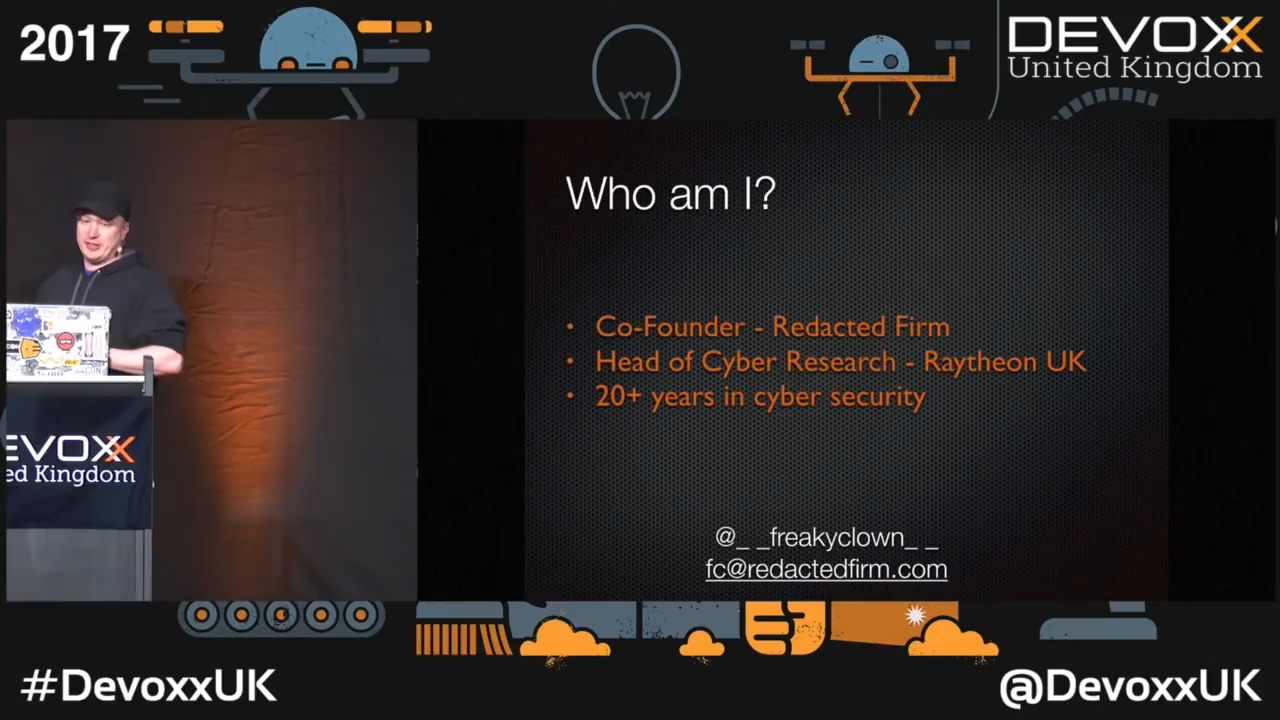 2017
DEVOXX
United Kingdom
Who am I?
• Co-Founder - Redacted Firm
• Head of Cyber Research - Raytheon UK
• 20+ years in cyber security
@_ _freakyclown_ _
fc@redactedfirm.com
EVOXX
ed Kingdom
#DevoxxUK
@DevoxxUK